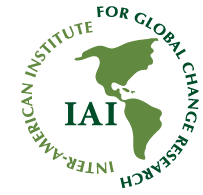 INTER-AMERICAN INSTITUTE
FOR GLOBAL CHANGE RESEARCH
IAI